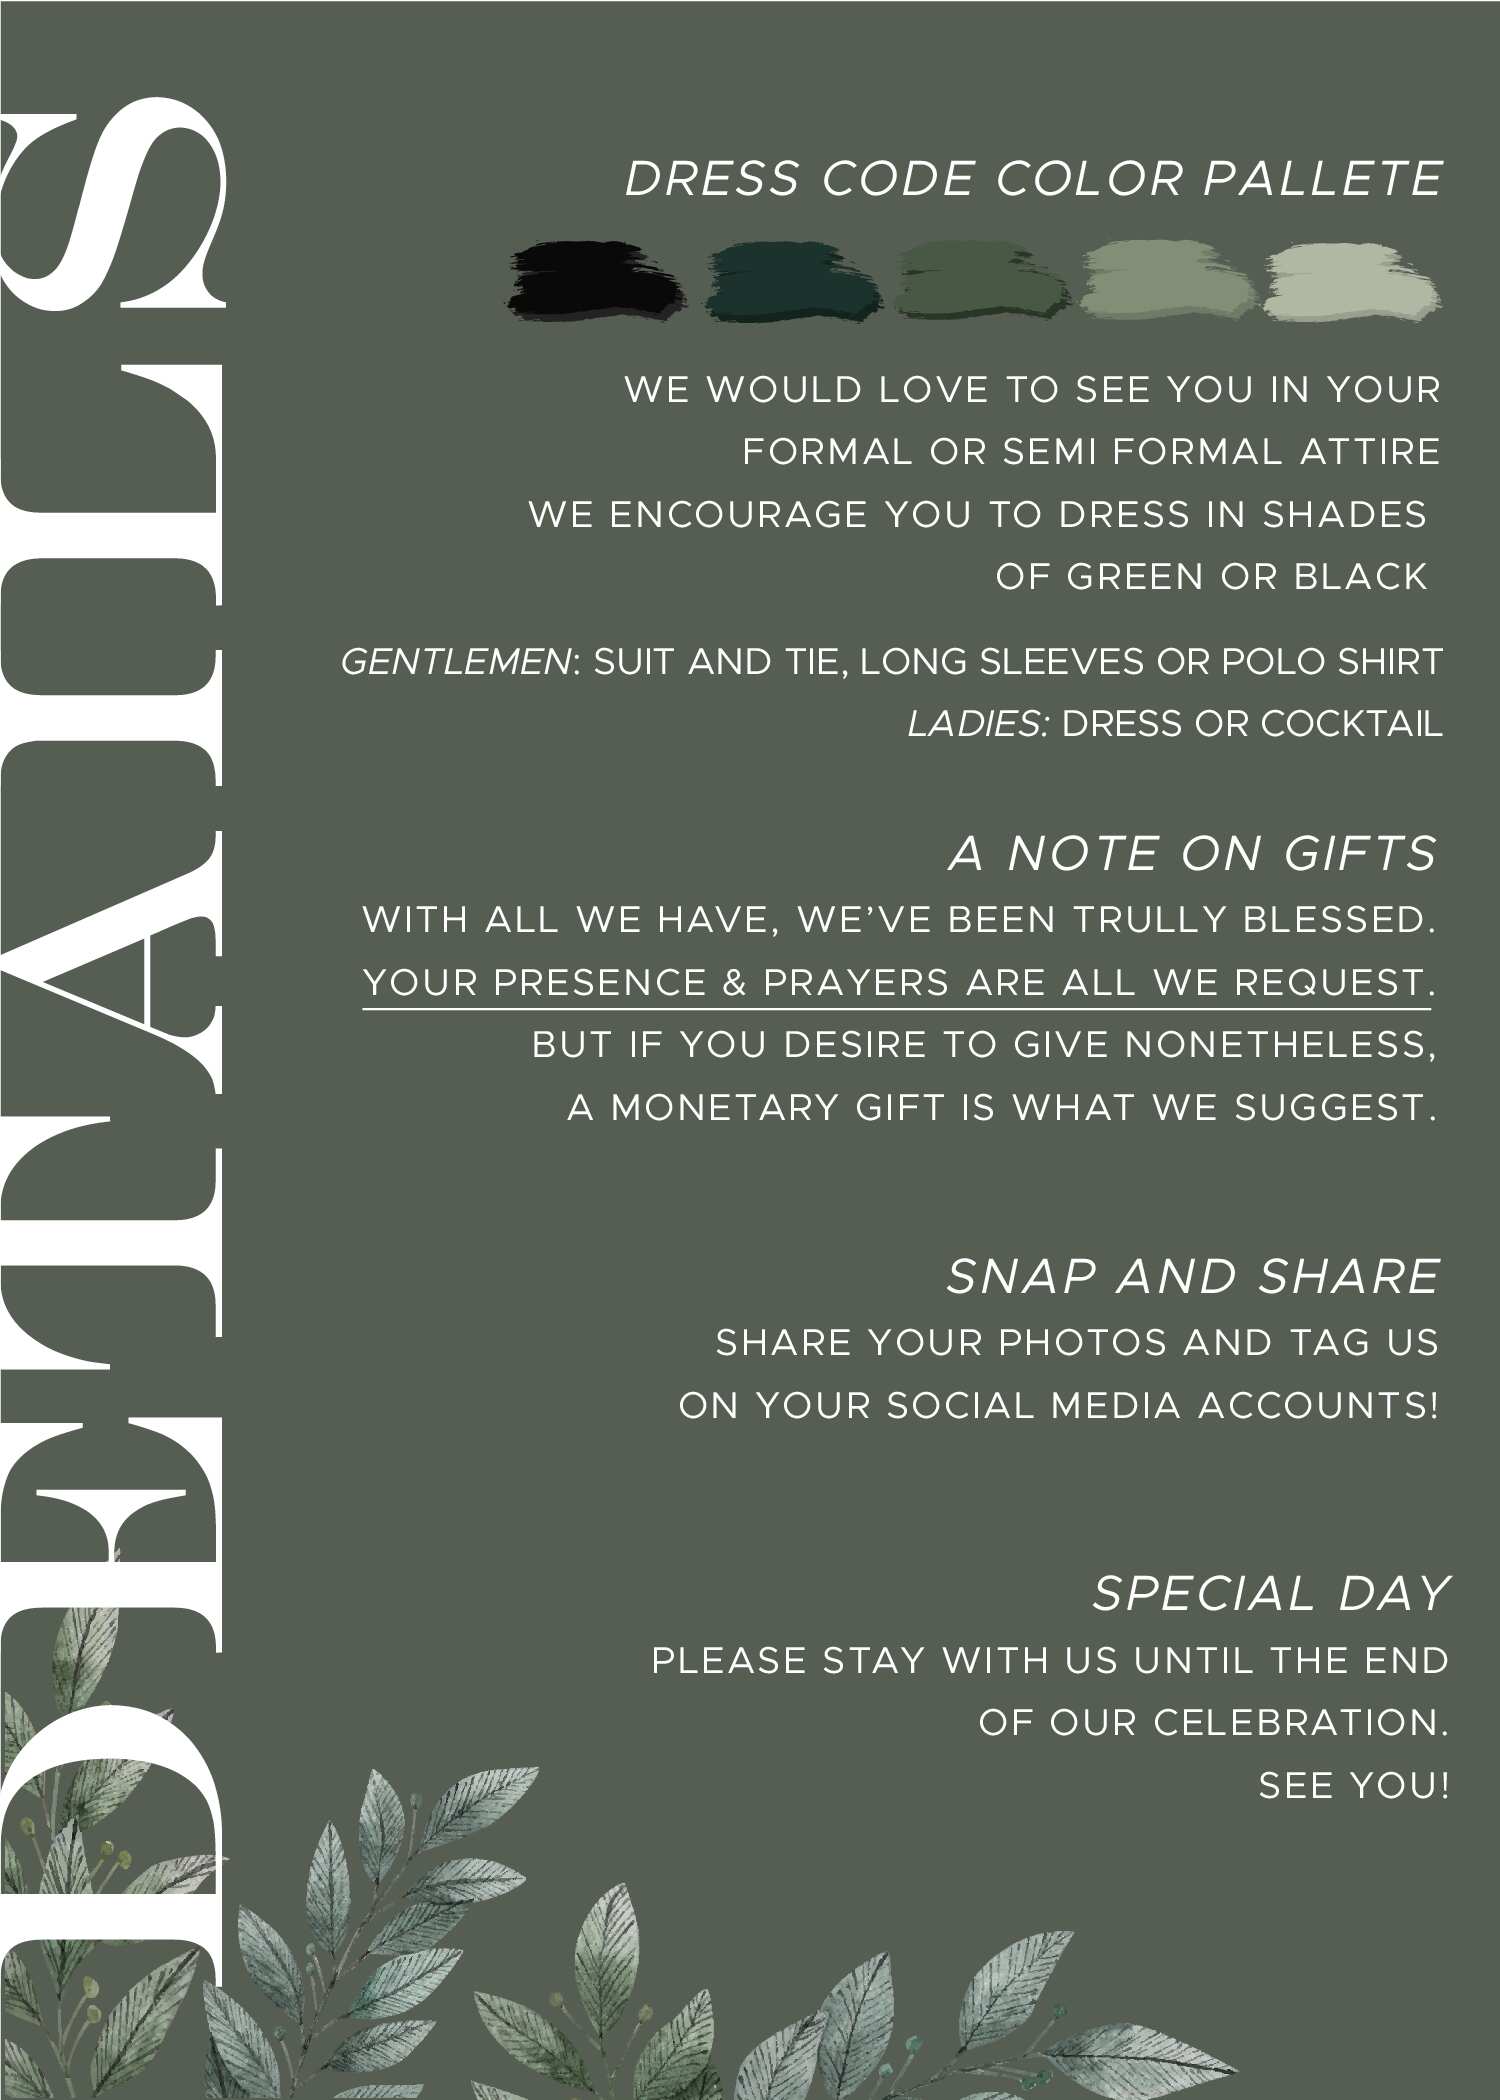 DETAILS
DRESS CODE COLOR PALLETE
WE WOULD LOVE TO SEE YOU IN YOUR
FORMAL OR SEMI FORMAL ATTIRE
WE ENCOURAGE YOU TO DRESS IN SHADES
OF GREEN OR BLACK
GENTLEMEN: SUIT AND TIE, LONG SLEEVES OR POLO SHIRT
LADIES: DRESS OR COCKTAIL
A NOTE ON GIFTS
WITH ALL WE HAVE, WE'VE BEEN TRULLY BLESSED.
YOUR PRESENCE & PRAYERS ARE ALL WE REQUEST.
BUT IF YOU DESIRE TO GIVE NONETHELESS,
A MONETARY GIFT IS WHAT WE SUGGEST.
SNAP AND SHARE
SHARE YOUR PHOTOS AND TAG US
ON YOUR SOCIAL MEDIA ACCOUNTS!
SPECIAL DAY
PLEASE STAY WITH US UNTIL THE END
OF OUR CELEBRATION.
SEE YOU!